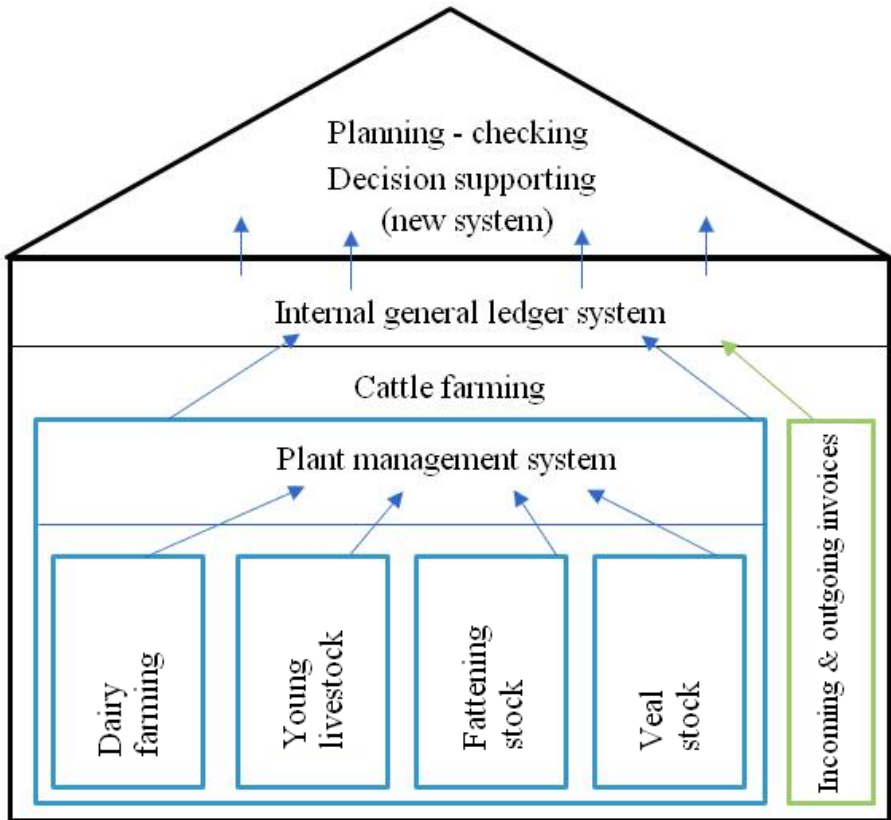 Planning - checking
Decision supporting
(new system)
Internal general ledger system
Cattle farming
Plant management system
Dairy
farming
Young
livestock
Fattening
stock
Veal
stock
Incoming & outgoing invoices